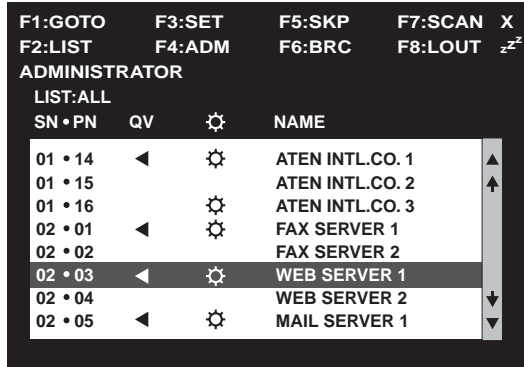 F1:GOTO F3:SET F5:SKP F7:SCAN X
F2:LIST F4:ADM F6:BRC F8:LOUT zzz
ADMINISTRATOR
LIST:ALL
SN•PN QV NAME
01•14 ATEN INTL.CO. 1
01•15 ATEN INTL.CO. 2
01•16 ATEN INTL.CO. 3
02•01 FAX SERVER 1
02•02 FAX SERVER 2
02•03 WEB SERVER 1
02•04 WEB SERVER 2
02•05 MAIL SERVER 1